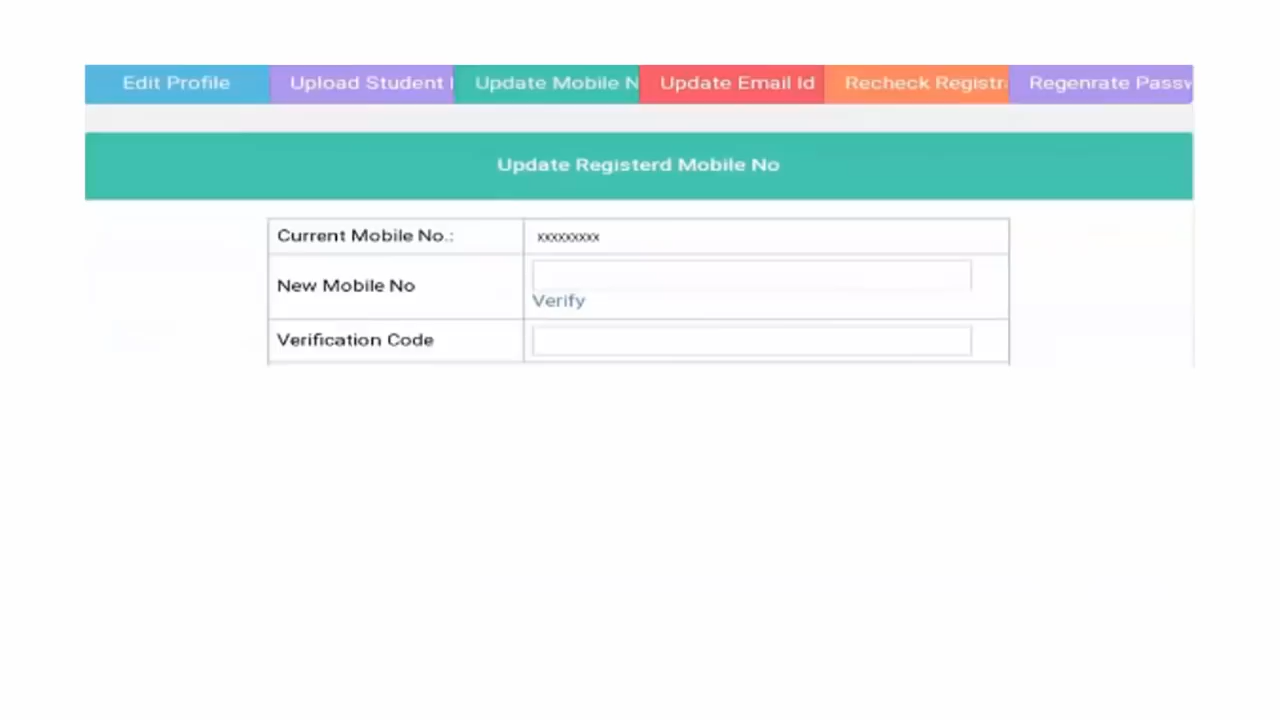 Edit Profile Upload Student Update Mobile N Update Email Id Recheck Registr Regenrate Passw
Update Registerd Mobile No
Current Mobile No.: xxxxxxxxx
New Mobile No
Verify
Verification Code